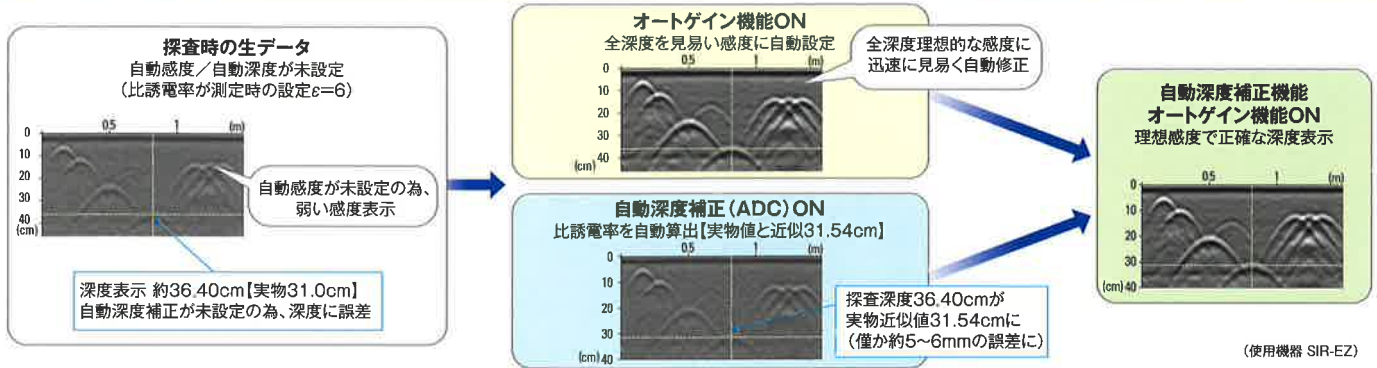 探査時の生データ
自動感度／自動深度が未設定
（比誘電率が測定時の設定ε=6）
0.5 1 (m)
0
10
20
30
40
(cm)
自動感度が未設定の為、
弱い感度表示
深度表示 約36.40cm【実物31.0cm】
自動深度補正が未設定の為、深度に誤差
オートゲイン機能ON
全深度を見易い感度に自動設定
0.5 1 (m)
0
10
20
30
(cm) 40
全深度理想的な感度に
迅速に見易く自動修正
自動深度補正（ADC）ON
比誘電率を自動算出【実物値と近似31.54cm】
0.5 1 (m)
0
10
20
30
(cm) 40
探査深度36.40cmが
実物近似値31.54cmに
（僅か約5〜6mmの誤差に）
自動深度補正機能
オートゲイン機能ON
理想感度で正確な深度表示
0.5 1 (m)
0
10
20
30
(cm) 40
（使用機器 SIR-EZ）